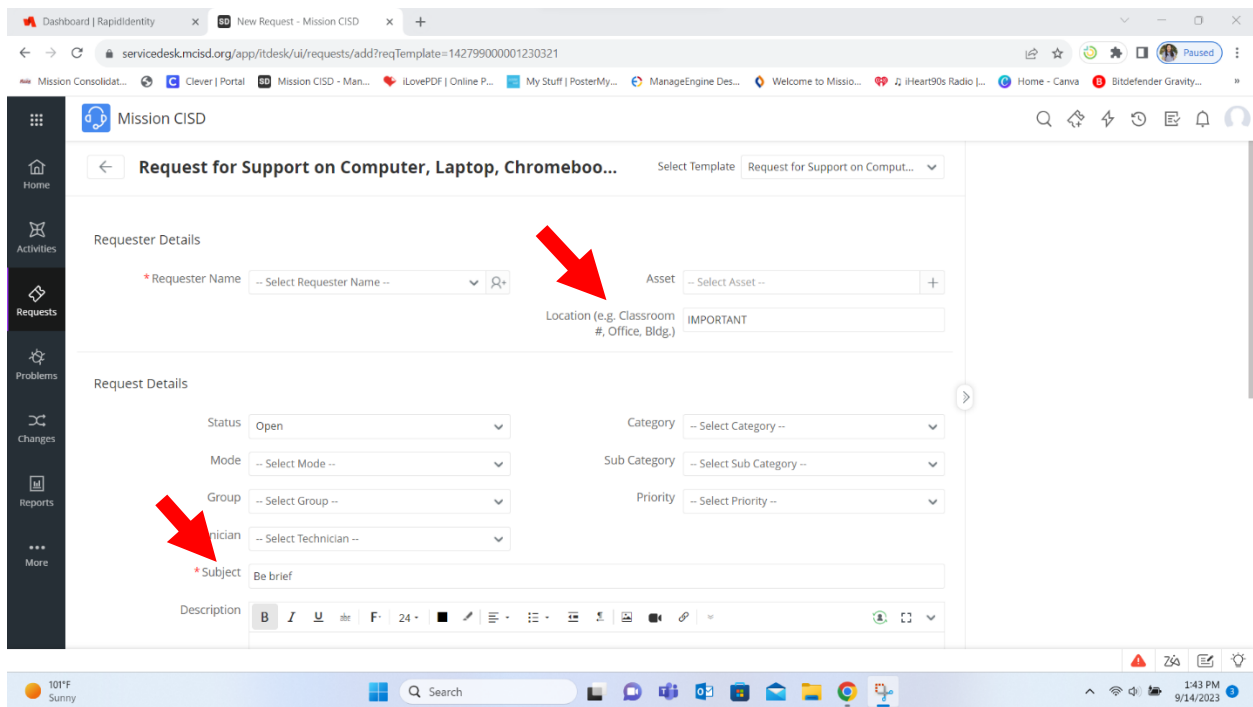 Dashboard | RapidIdentity
SD New Request - Mission CISD
servicedesk.mcisd.org/app/itdesk/ui/requests/add?reqTemplate=142799000001230321
Paused
Mission Consolidat... C Clever | Portal SD Mission CISD - Man... iLovePDF | Online P... My Stuff | PosterMy... ManageEngine Des... Welcome to Missio... ♫ iHeart90s Radio |... Home - Canva B Bitdefender Gravity... »
Mission CISD
Request for Support on Computer, Laptop, Chromeboo...
Select Template Request for Support on Comput...
Home
Activities
Requests
Problems
Changes
Reports
More
Requester Details
* Requester Name -- Select Requester Name --
Asset -- Select Asset --
Location (e.g. Classroom
#, Office, Bldg.) IMPORTANT
Request Details
Status Open
Category -- Select Category --
Mode -- Select Mode --
Sub Category -- Select Sub Category --
Group -- Select Group --
Priority -- Select Priority --
nician -- Select Technician --
* Subject Be brief
Description B I U abc F 24
101°F
Sunny
Search
1:43 PM
9/14/2023
3